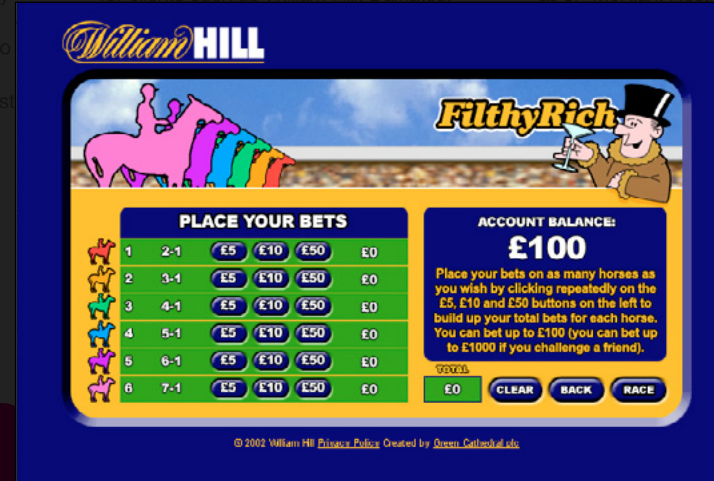 William HILL
FilthyRich
PLACE YOUR BETS
1 2-1 £5 £10 £50 £0
2 3-1 £5 £10 £50 £0
3 4-1 £5 £10 £50 £0
4 5-1 £5 £10 £50 £0
5 6-1 £5 £10 £50 £0
6 7-1 £5 £10 £50 £0
ACCOUNT BALANCE:
£100
Place your bets on as many horses as
you wish by clicking repeatedly on the
£5, £10 and £50 buttons on the left to
build up your total bets for each horse.
You can bet up to £100 (you can bet up
to £1000 if you challenge a friend).
TOTAL
£0 CLEAR BACK RACE
© 2002 William Hill Privacy Policy Created by Green Cathedral plc